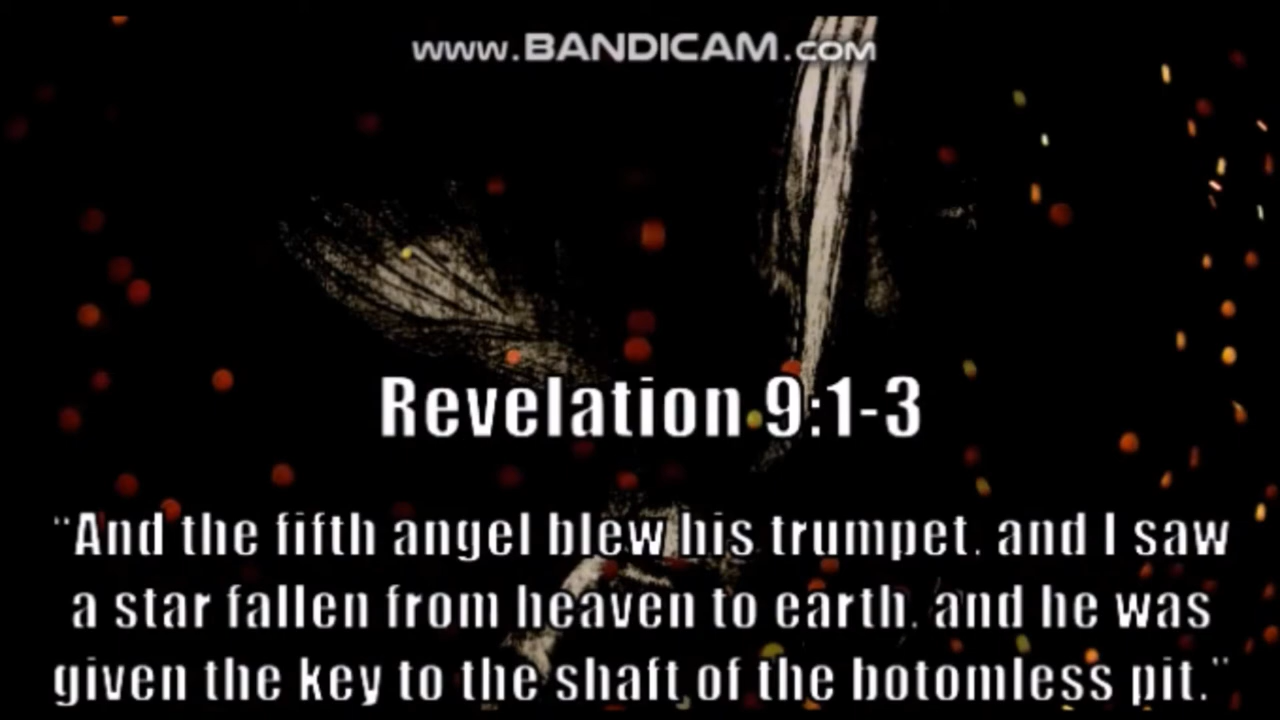 www.BANDICAM.com
Revelation 9:1-3
"And the fifth angel blew his trumpet, and I saw
a star fallen from heaven to earth, and he was
given the key to the shaft of the botomless pit."